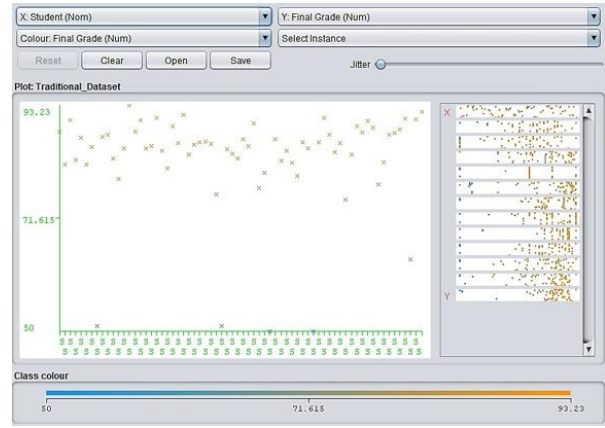 X: Student (Nom)
Y: Final Grade (Num)
Colour: Final Grade (Num)
Select Instance
Reset
Clear
Open
Save
Jitter
Plot: Traditional_Dataset
93.23
71.615
50
X
Y
Class colour
50
71.615
93.23